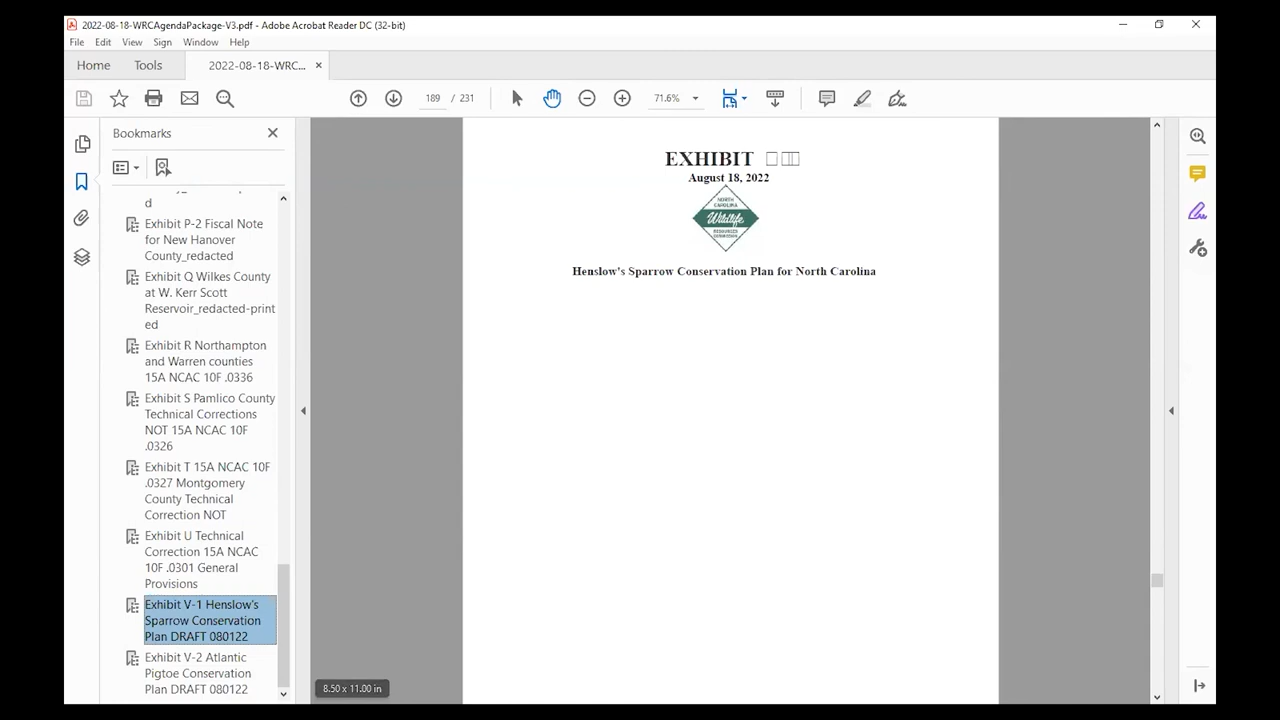 2022-08-18-WRCAgendaPackage-V3.pdf - Adobe Acrobat Reader DC (32-bit)
File Edit View Sign Window Help
Home Tools 2022-08-18-WRC...
189 / 231 71.6%
Bookmarks
d
Exhibit P-2 Fiscal Note
for New Hanover
County_redacted
Exhibit Q Wilkes County
at W. Kerr Scott
Reservoir_redacted-print
ed
Exhibit R Northampton
and Warren counties
15A NCAC 10F .0336
Exhibit S Pamlico County
Technical Corrections
NOT 15A NCAC 10F
.0326
Exhibit T 15A NCAC 10F
.0327 Montgomery
County Technical
Correction NOT
Exhibit U Technical
Correction 15A NCAC
10F .0301 General
Provisions
Exhibit V-1 Henslow's
Sparrow Conservation
Plan DRAFT 080122
Exhibit V-2 Atlantic
Pigtoe Conservation
Plan DRAFT 080122
EXHIBIT
August 18, 2022
NORTH
CAROLINA
Wildlife
RESOURCES
COMMISSION
Henslow's Sparrow Conservation Plan for North Carolina
8.50 x 11.00 in